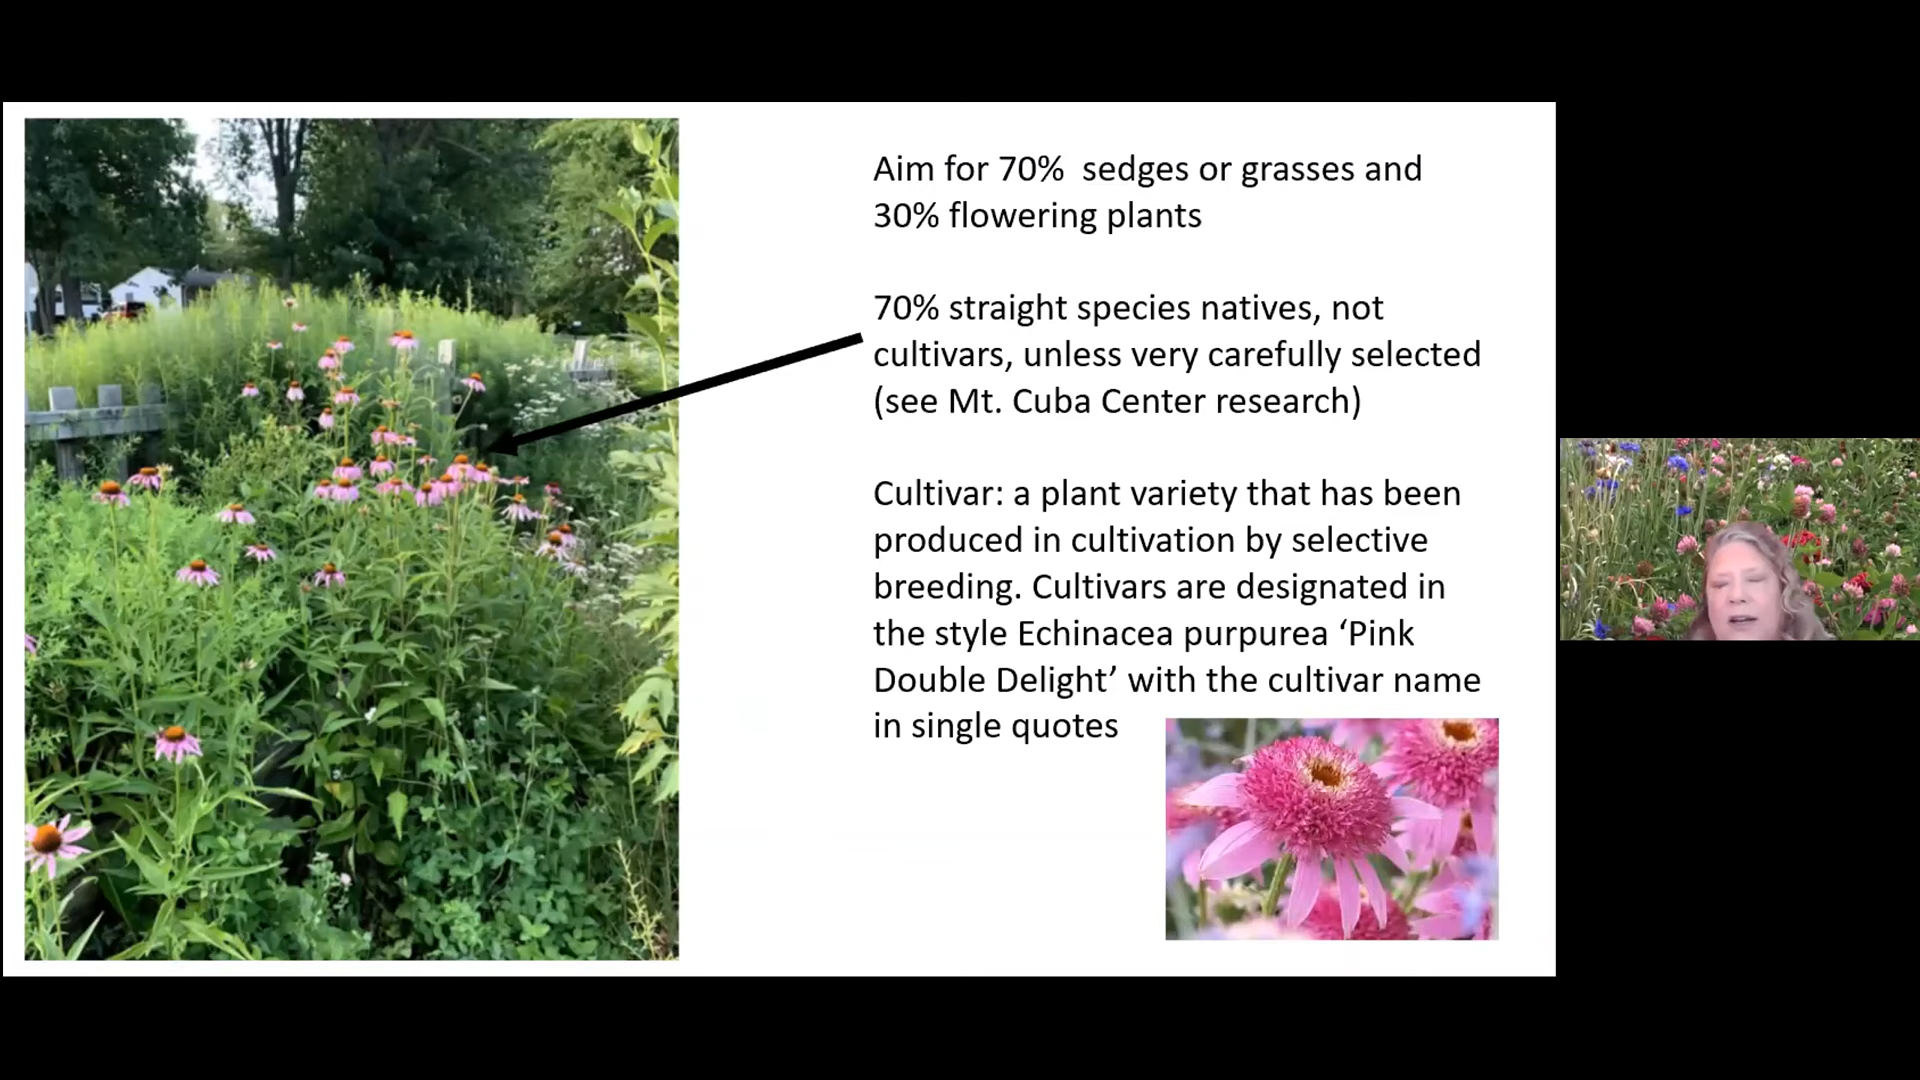 Aim for 70%  sedges or grasses and
30% flowering plants
70% straight species natives, not
cultivars, unless very carefully selected
(see Mt. Cuba Center research)
Cultivar: a plant variety that has been
produced in cultivation by selective
breeding. Cultivars are designated in
the style Echinacea purpurea ‘Pink
Double Delight’ with the cultivar name
in single quotes